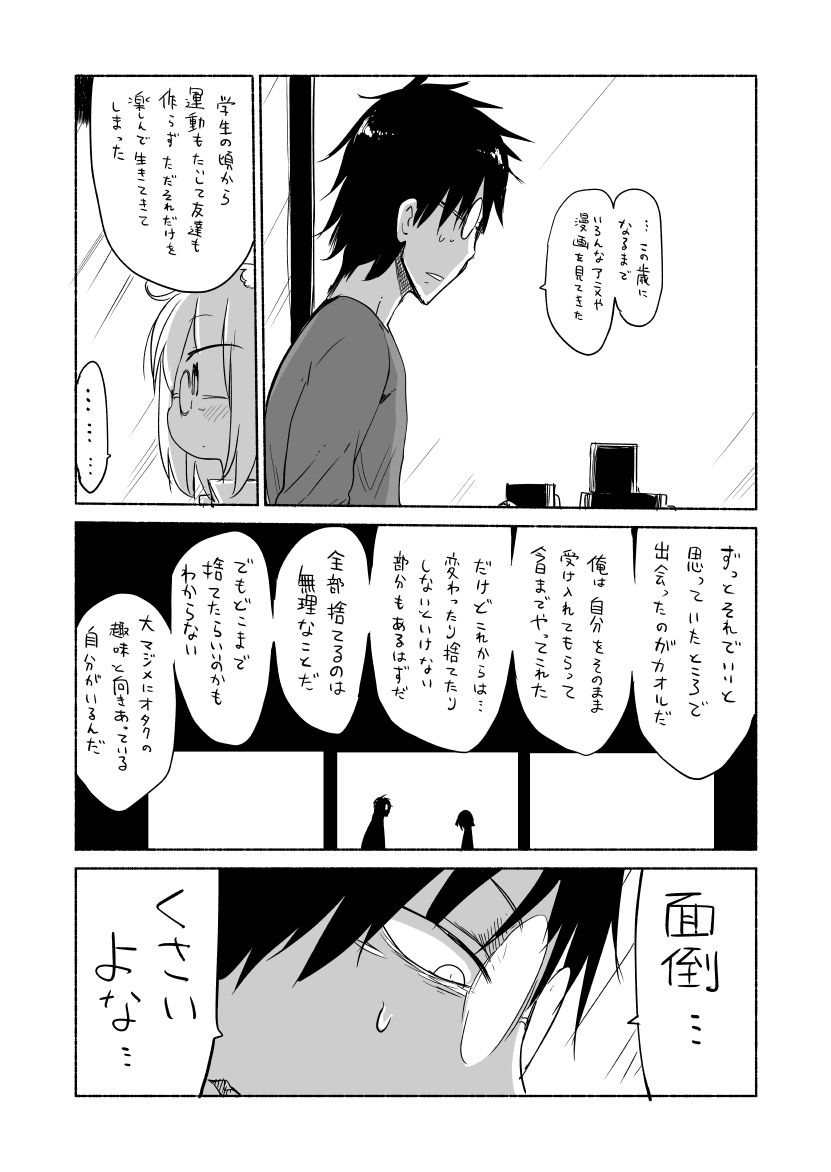 … この歳に
なるまで
いろんなアニメや
漫画を見てきた
学生の頃から
運動もたいして友達も
作らず ただそれだけを
楽しんで生きてきて
しまった
… … …
ずっとそれでいいと
思っていたところで
出会ったのがカオルだ
俺は自分をそのまま
受け入れてもらって
今日までやってこれた
だけどこれからは…
変わったり捨てたり
しないといけない
部分もあるはずだ
全部捨てるのは
無理なことだ
でもどこまで
捨てたらいいのかも
わからない
大マジメにオタクの
趣味と向きあっている
自分がいるんだ
面倒…
くさい
よな…